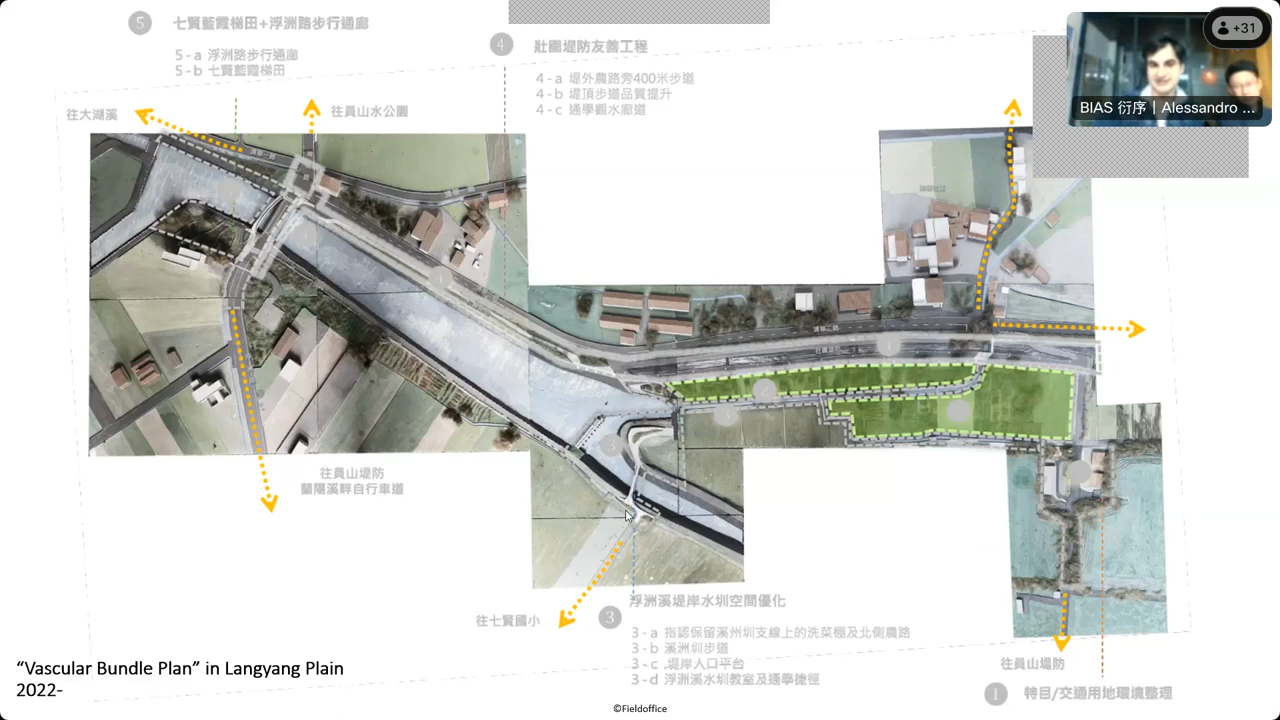 5 七賢藍霞梯田+浮洲路步行通廊
5-a 浮洲路步行通廊
5-b 七賢藍霞梯田
4 壯圍堤防友善工程
4-a 堤外農路旁400米步道
4-b 堤頂步道品質提升
4-c 通學觀水廊道
+31
BIAS 衍序 | Alessandro ...
往大湖溪
往員山水公園
往員山堤防
蘭陽溪畔自行車道
往七賢國小
3 浮洲溪堤岸水圳空間優化
3-a 指認保留溪州圳支線上的洗菜棚及北側農路
3-b 溪洲圳步道
3-c 堤岸入口平台
3-d 浮洲溪水圳教室及通學捷徑
往員山堤防
1 特目/交通用地環境整理
“Vascular Bundle Plan” in Langyang Plain
2022-
©Fieldoffice